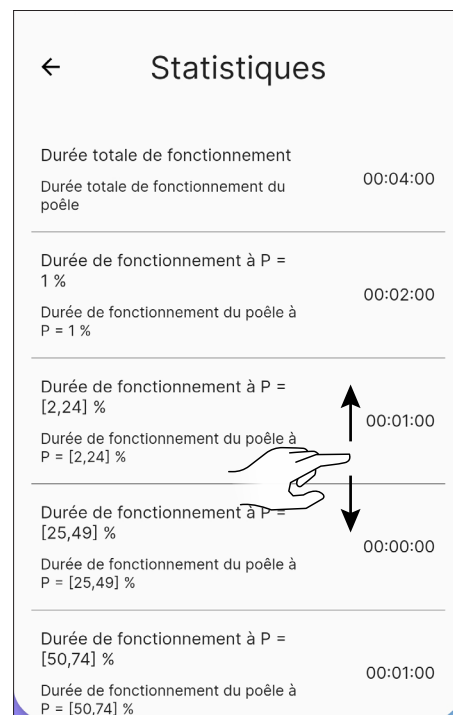 Statistiques
Durée totale de fonctionnement
Durée totale de fonctionnement du
poêle
00:04:00
Durée de fonctionnement à P =
1 %
Durée de fonctionnement du poêle à
P = 1 %
00:02:00
Durée de fonctionnement à P =
[2,24] %
Durée de fonctionnement du poêle à
P = [2,24] %
00:01:00
Durée de fonctionnement à P =
[25,49] %
Durée de fonctionnement du poêle à
P = [25,49] %
00:00:00
Durée de fonctionnement à P =
[50,74] %
Durée de fonctionnement du poêle à
P = [50,74] %
00:01:00